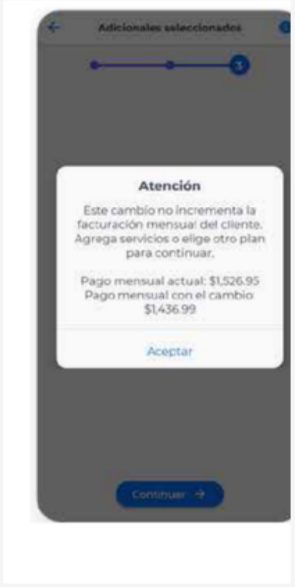 Adicionales seleccionados
3
Atención
Este cambio no incrementa la
facturación mensual del cliente.
Agrega servicios o elige otro plan
para continuar.
Pago mensual actual: $1,526.95
Pago mensual con el cambio
$1,436.99
Aceptar
Continuar →